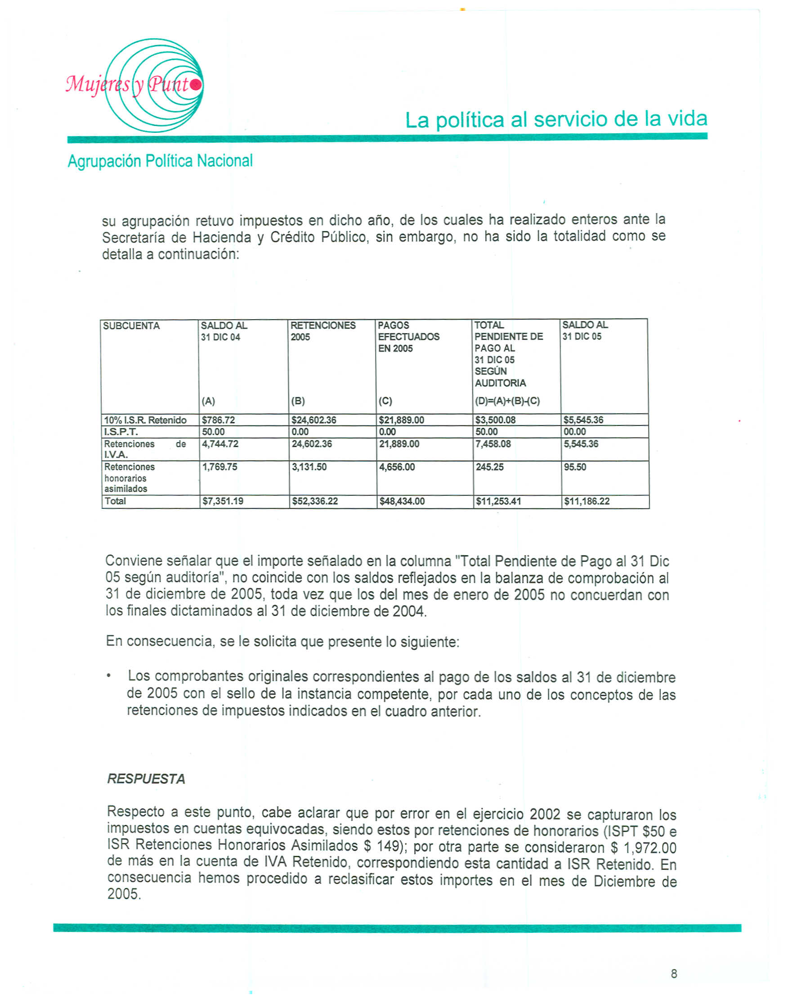 Mujeres y Punto
La política al servicio de la vida
Agrupación Política Nacional
su agrupación retuvo impuestos en dicho año, de los cuales ha realizado enteros ante la
Secretaría de Hacienda y Crédito Público, sin embargo, no ha sido la totalidad como se
detalla a continuación:
SUBCUENTA SALDO AL 31 DIC 04 (A) RETENCIONES 2005 (B) PAGOS EFECTUADOS EN 2005 (C) TOTAL PENDIENTE DE PAGO AL 31 DIC 05 SEGÚN AUDITORIA (D)=(A)+(B)-(C) SALDO AL 31 DIC 05
10% I.S.R. Retenido $786.72 $24,602.36 $21,889.00 $3,500.08 $5,545.36
I.S.P.T. 50.00 0.00 0.00 50.00 00.00
Retenciones de I.V.A. 4,744.72 24,602.36 21,889.00 7,458.08 5,545.36
Retenciones honorarios asimilados 1,769.75 3,131.50 4,656.00 245.25 95.50
Total $7,351.19 $52,336.22 $48,434.00 $11,253.41 $11,186.22
Conviene señalar que el importe señalado en la columna "Total Pendiente de Pago al 31 Dic
05 según auditoría", no coincide con los saldos reflejados en la balanza de comprobación al
31 de diciembre de 2005, toda vez que los del mes de enero de 2005 no concuerdan con
los finales dictaminados al 31 de diciembre de 2004.
En consecuencia, se le solicita que presente lo siguiente:
• Los comprobantes originales correspondientes al pago de los saldos al 31 de diciembre
de 2005 con el sello de la instancia competente, por cada uno de los conceptos de las
retenciones de impuestos indicados en el cuadro anterior.
RESPUESTA
Respecto a este punto, cabe aclarar que por error en el ejercicio 2002 se capturaron los
impuestos en cuentas equivocadas, siendo estos por retenciones de honorarios (ISPT $50 e
ISR Retenciones Honorarios Asimilados $ 149); por otra parte se consideraron $ 1,972.00
de más en la cuenta de IVA Retenido, correspondiendo esta cantidad a ISR Retenido. En
consecuencia hemos procedido a reclasificar estos importes en el mes de Diciembre de
2005.
8